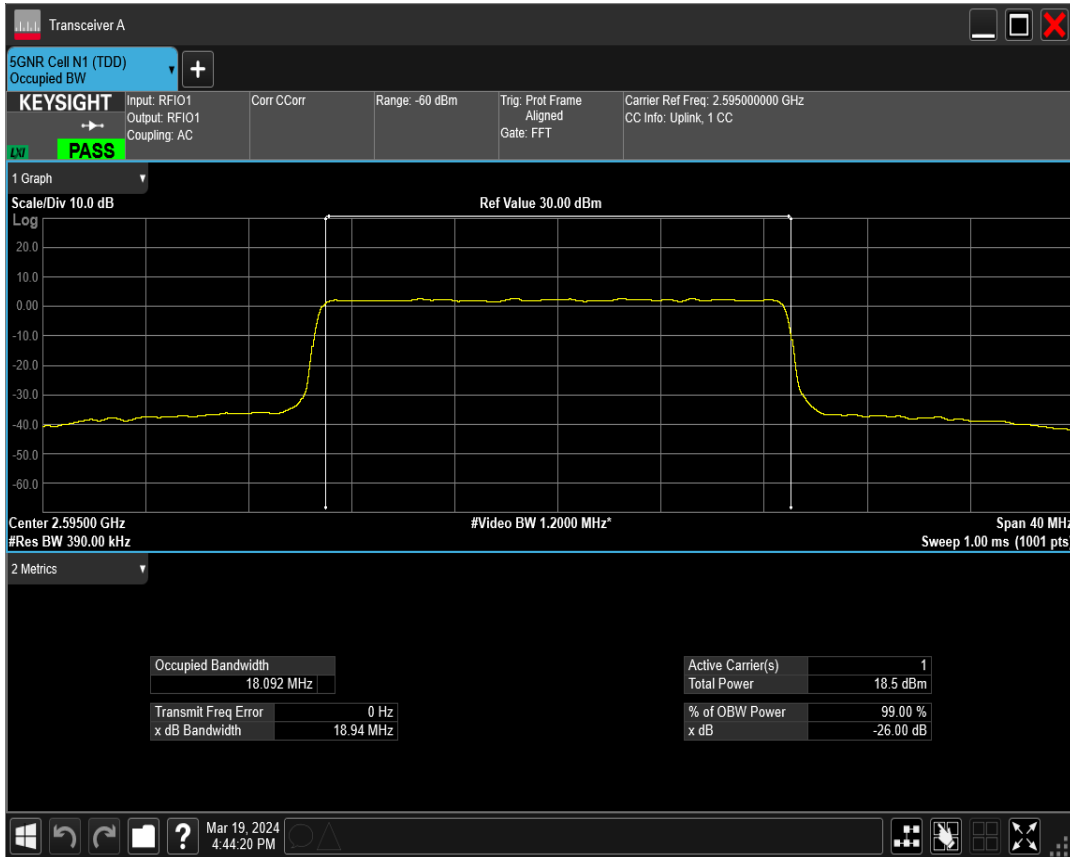 Transceiver A
5GNR Cell N1 (TDD)
Occupied BW
+
KEYSIGHT
LXI
PASS
Input: RFIO1
Output: RFIO1
Coupling: AC
Corr CCorr
Range: -60 dBm
Trig: Prot Frame
Aligned
Gate: FFT
Carrier Ref Freq: 2.595000000 GHz
CC Info: Uplink, 1 CC
1 Graph
Scale/Div 10.0 dB
Ref Value 30.00 dBm
Log
20.0
10.0
0.00
-10.0
-20.0
-30.0
-40.0
-50.0
-60.0
Center 2.59500 GHz
#Video BW 1.2000 MHz*
Span 40 MHz
#Res BW 390.00 kHz
Sweep 1.00 ms (1001 pts)
2 Metrics
Occupied Bandwidth
18.092 MHz
Transmit Freq Error 0 Hz
x dB Bandwidth 18.94 MHz
Active Carrier(s) 1
Total Power 18.5 dBm
% of OBW Power 99.00 %
x dB -26.00 dB
?
Mar 19, 2024
4:44:20 PM